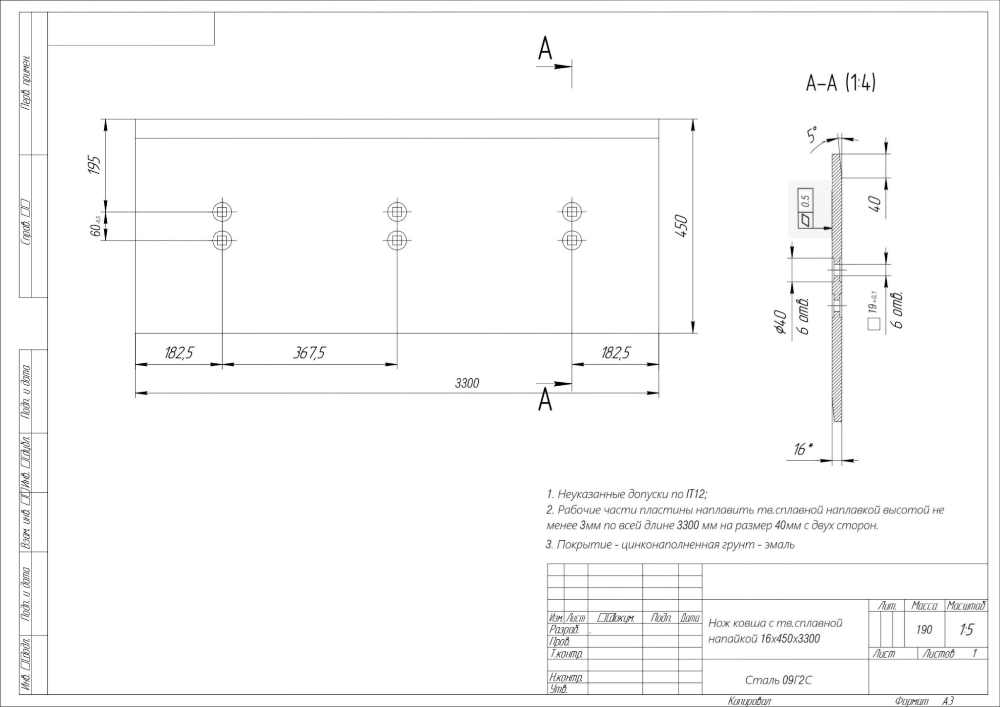 A
А-А (1:4)
5°
40
0.5
195
60-0,5
450
⌀40
6 отв.
□ 19+0,1
6 отв.
182,5
367,5
182,5
3300
A
16*
1. Неуказанные допуски по IT12;
2. Рабочие части пластины наплавить тв.сплавной наплавкой высотой не
менее 3мм по всей длине 3300 мм на размер 40мм с двух сторон.
3. Покрытие - цинконаполненная грунт - эмаль
Перв. примен.
Справ. □□
Подп. и дата
Инв. □□дубл.
Взам. инв. □□
Подп. и дата
Инв. □□подл.
Изм. Лист □□докум. Подп. Дата
Разраб. .
Пров.
Т.контр.
Н.контр.
Утв.
Нож ковша с тв.сплавной
напайкой 16х450х3300
Сталь 09Г2С
Лит. Масса Масштаб
190 1:5
Лист Листов 1
Копировал Формат А3